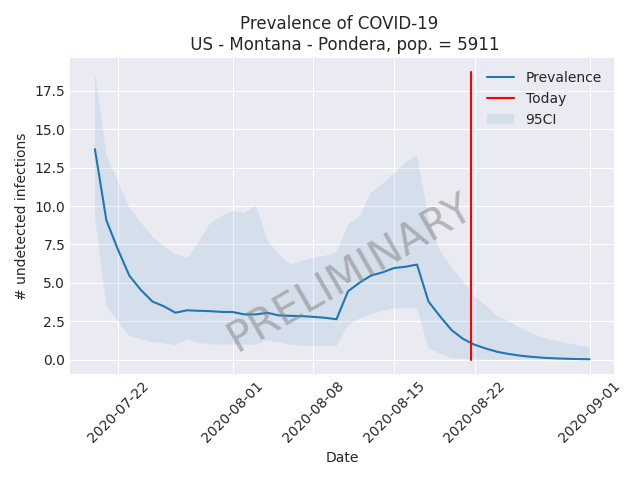 Prevalence of COVID-19
US - Montana - Pondera, pop. = 5911
# undetected infections
17.5
15.0
12.5
10.0
7.5
5.0
2.5
0.0
Prevalence
Today
95CI
PRELIMINARY
2020-07-22
2020-08-01
2020-08-08
2020-08-15
2020-08-22
2020-09-01
Date